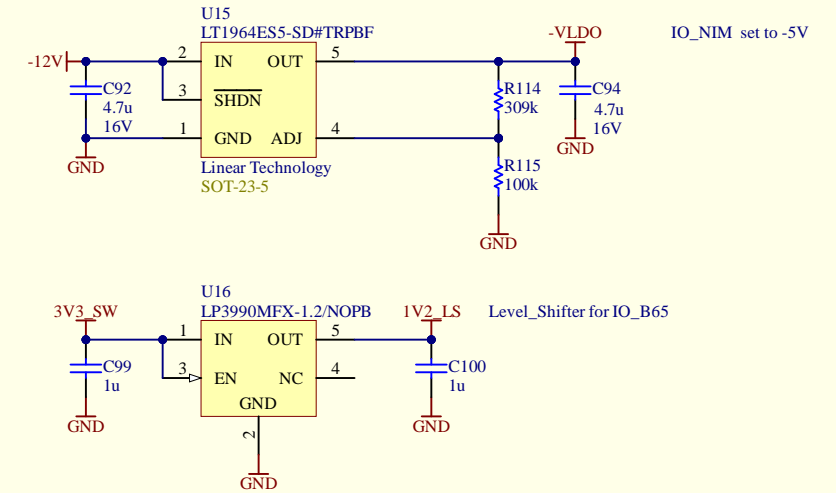 U15
LT1964ES5-SD#TRPBF
-VLDO
IO_NIM  set to -5V
-12V
2
IN
OUT
5
C92
4.7u
16V
3
SHDN
R114
309k
C94
4.7u
16V
1
GND
ADJ
4
GND
GND
Linear Technology
SOT-23-5
R115
100k
GND
U16
LP3990MFX-1.2/NOPB
3V3_SW
1V2_LS
Level_Shifter for IO_B65
1
IN
OUT
5
C99
1u
3
EN
NC
4
C100
1u
GND
GND
GND
2
GND